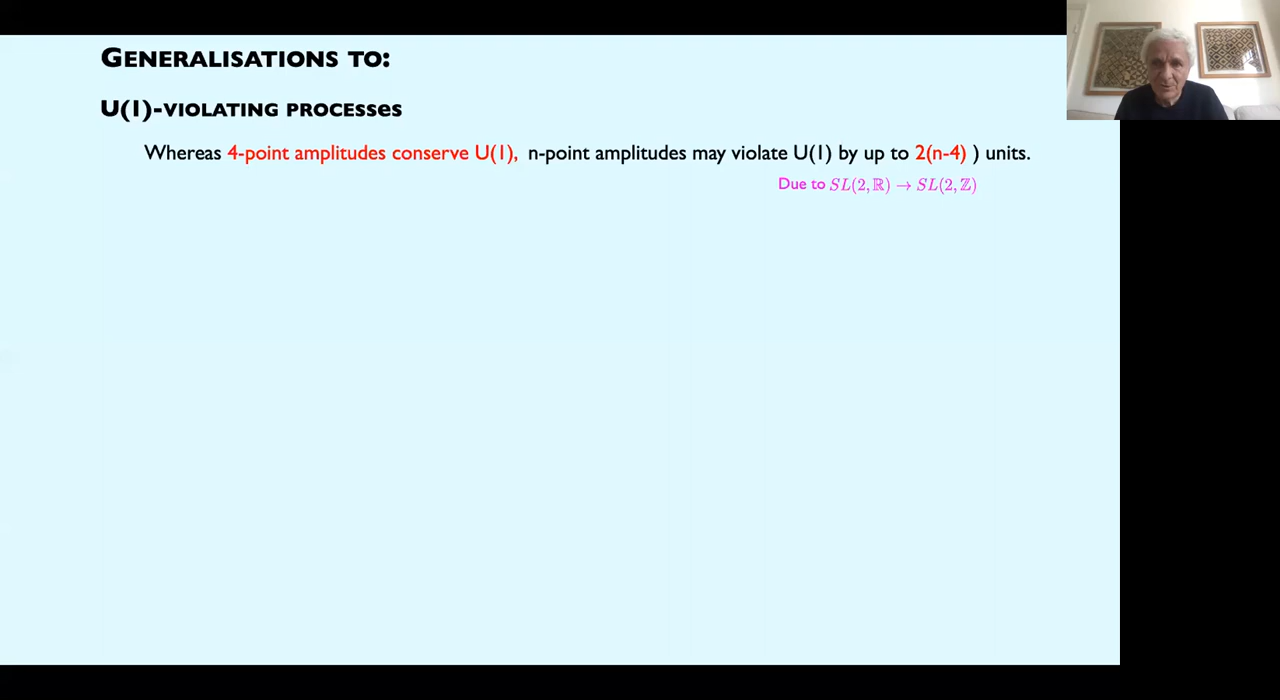 GENERALISATIONS TO:
U(1)-VIOLATING PROCESSES
Whereas 4-point amplitudes conserve U(1), n-point amplitudes may violate U(1) by up to 2(n-4) ) units.
Due to SL(2,ℝ) → SL(2,ℤ)